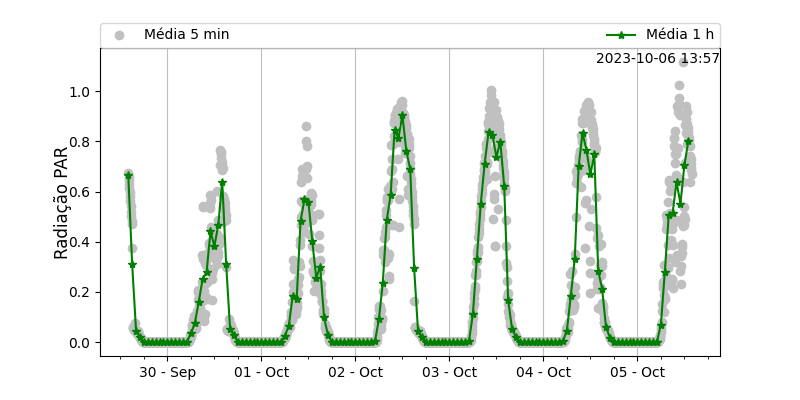 Média 5 min
Média 1 h
2023-10-06 13:57
Radiação PAR
1.0
0.8
0.6
0.4
0.2
0.0
30 - Sep
01 - Oct
02 - Oct
03 - Oct
04 - Oct
05 - Oct